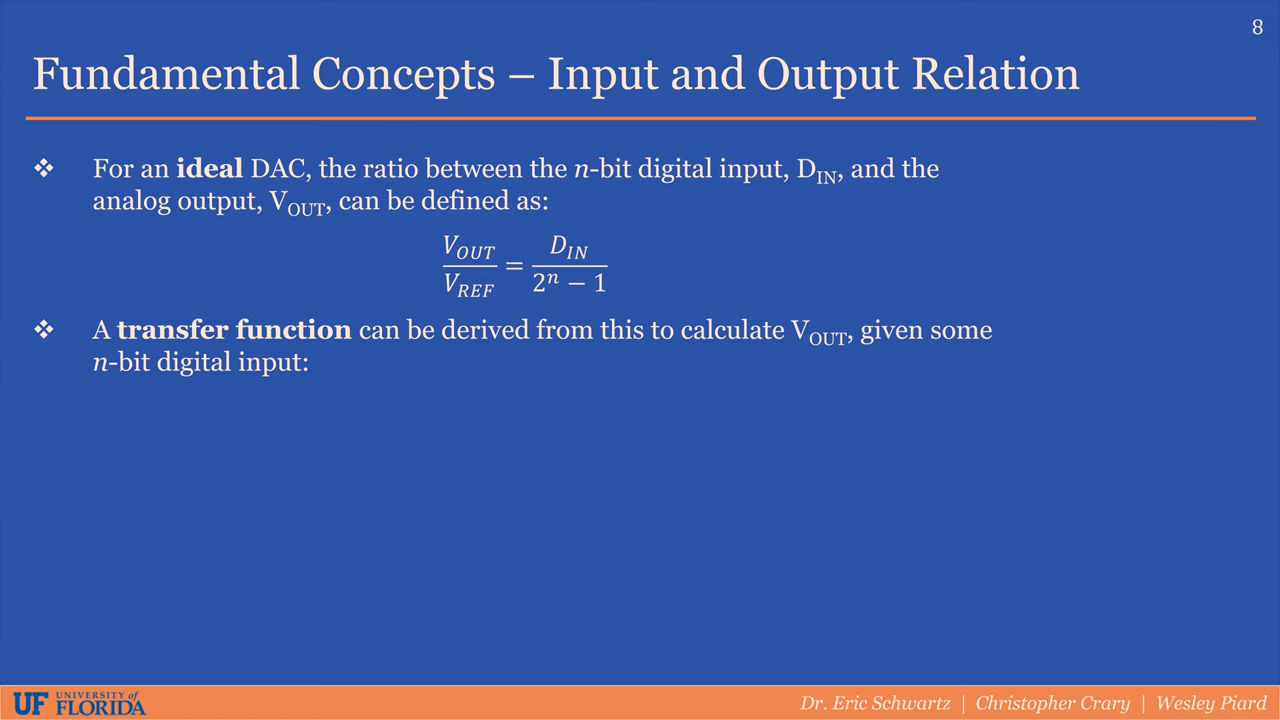 8
Fundamental Concepts – Input and Output Relation
❖ For an ideal DAC, the ratio between the n-bit digital input, D_IN, and the
analog output, V_OUT, can be defined as:
V_OUT / V_REF = D_IN / (2^n − 1)
❖ A transfer function can be derived from this to calculate V_OUT, given some
n-bit digital input:
UF UNIVERSITY of
FLORIDA
Dr. Eric Schwartz | Christopher Crary | Wesley Piard